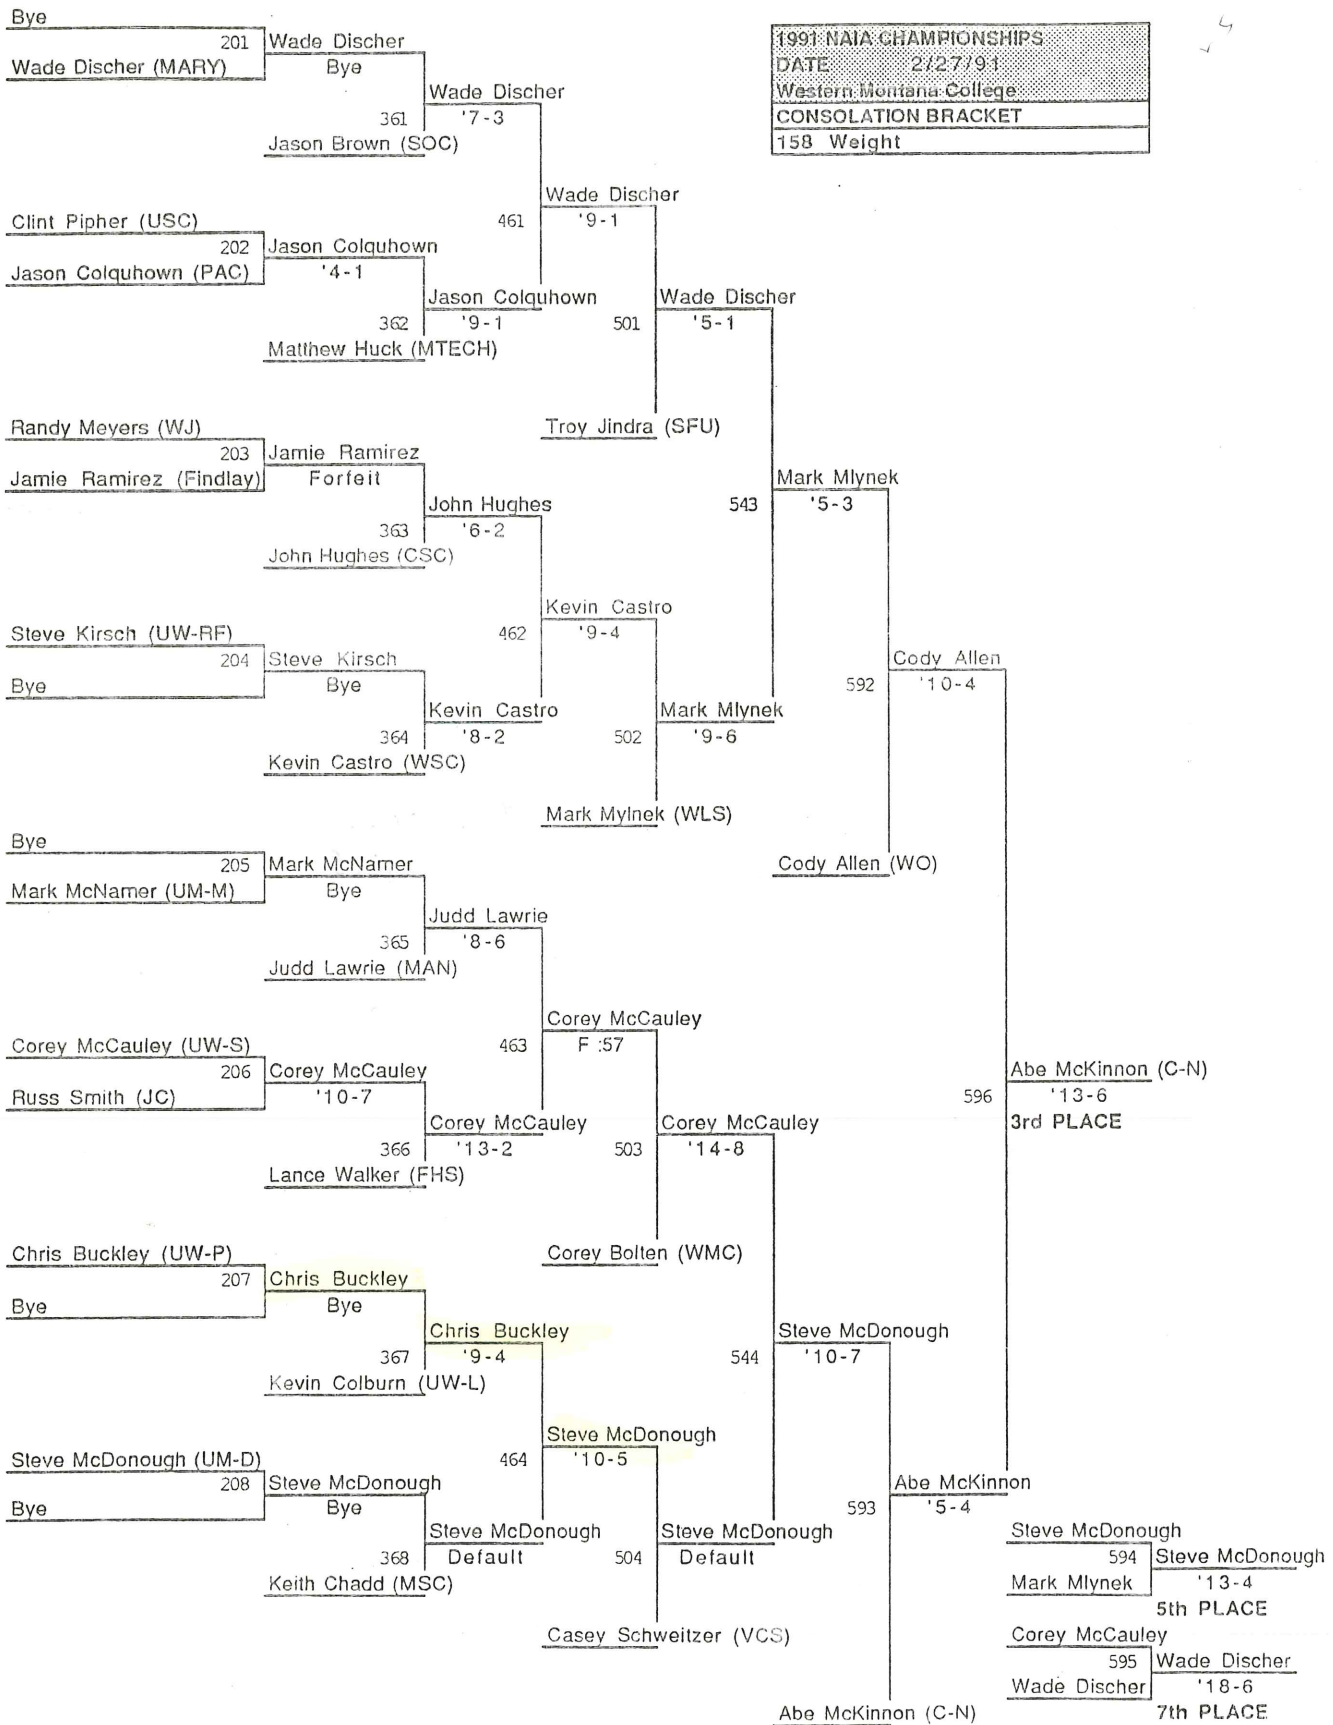 Bye
201
Wade Discher (MARY)
Wade Discher
Bye
361
Jason Brown (SOC)
Wade Discher
'7-3
1991 NAIA CHAMPIONSHIPS
DATE 2/27/91
Western Montana College
CONSOLATION BRACKET
158 Weight
4
Clint Pipher (USC)
202
Jason Colquhown (PAC)
Jason Colquhown
'4-1
362
Matthew Huck (MTECH)
Jason Colquhown
'9-1
461
Wade Discher
'9-1
501
Troy Jindra (SFU)
Wade Discher
'5-1
Randy Meyers (WJ)
203
Jamie Ramirez (Findlay)
Jamie Ramirez
Forfeit
363
John Hughes (CSC)
John Hughes
'6-2
Steve Kirsch (UW-RF)
204
Bye
Steve Kirsch
Bye
364
Kevin Castro (WSC)
Kevin Castro
'8-2
462
Kevin Castro
'9-4
502
Mark Mylnek (WLS)
Mark Mlynek
'9-6
543
Mark Mlynek
'5-3
592
Cody Allen (WO)
Cody Allen
'10-4
Bye
205
Mark McNamer (UM-M)
Mark McNamer
Bye
365
Judd Lawrie (MAN)
Judd Lawrie
'8-6
Corey McCauley (UW-S)
206
Russ Smith (JC)
Corey McCauley
'10-7
366
Lance Walker (FHS)
Corey McCauley
'13-2
463
Corey McCauley
F :57
503
Corey Bolten (WMC)
Corey McCauley
'14-8
Chris Buckley (UW-P)
207
Bye
Chris Buckley
Bye
367
Kevin Colburn (UW-L)
Chris Buckley
'9-4
Steve McDonough (UM-D)
208
Bye
Steve McDonough
Bye
368
Keith Chadd (MSC)
Steve McDonough
Default
464
Steve McDonough
'10-5
504
Casey Schweitzer (VCS)
Steve McDonough
Default
544
Steve McDonough
'10-7
593
Abe McKinnon (C-N)
Abe McKinnon
'5-4
596
Abe McKinnon (C-N)
'13-6
3rd PLACE
Steve McDonough
594
Mark Mlynek
Steve McDonough
'13-4
5th PLACE
Corey McCauley
595
Wade Discher
Wade Discher
'18-6
7th PLACE